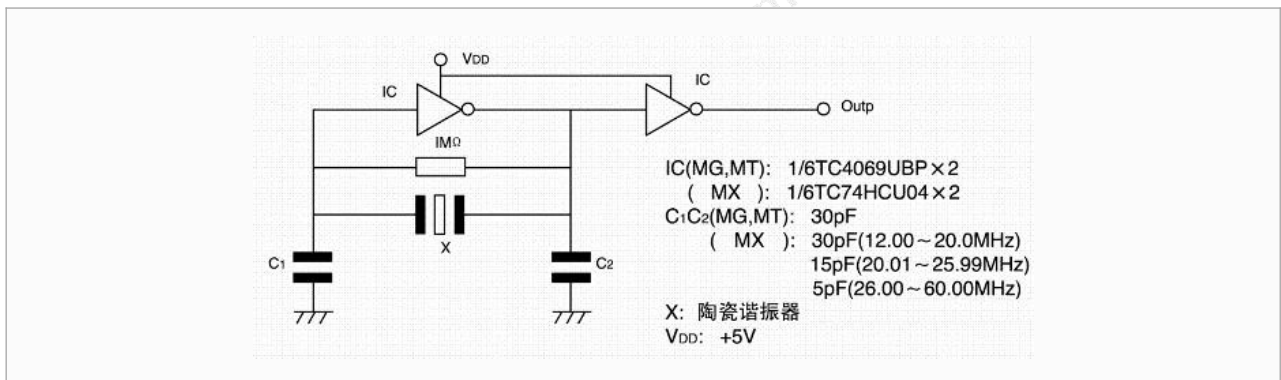 VDD
IC
IC
Outp
IMΩ
X
C1
C2
IC(MG,MT): 1/6TC4069UBP×2
( MX ): 1/6TC74HCU04×2
C1C2(MG,MT): 30pF
( MX ): 30pF(12.00~20.0MHz)
15pF(20.01~25.99MHz)
5pF(26.00~60.00MHz)
X: 陶瓷谐振器
VDD: +5V